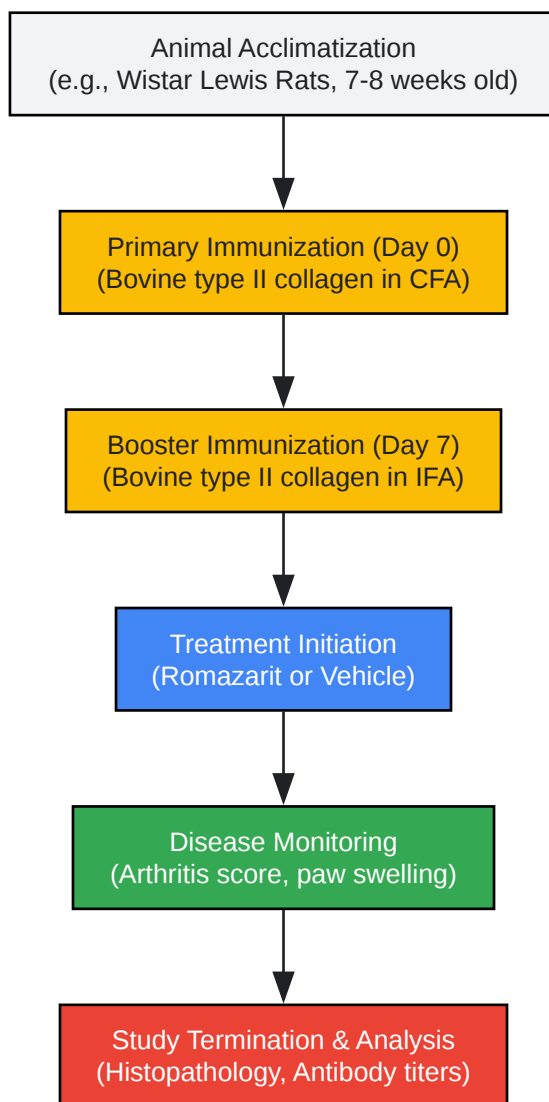 Animal Acclimatization
(e.g., Wistar Lewis Rats, 7-8 weeks old)
Primary Immunization (Day 0)
(Bovine type II collagen in CFA)
Booster Immunization (Day 7)
(Bovine type II collagen in IFA)
Treatment Initiation
(Romazarit or Vehicle)
Disease Monitoring
(Arthritis score, paw swelling)
Study Termination & Analysis
(Histopathology, Antibody titers)